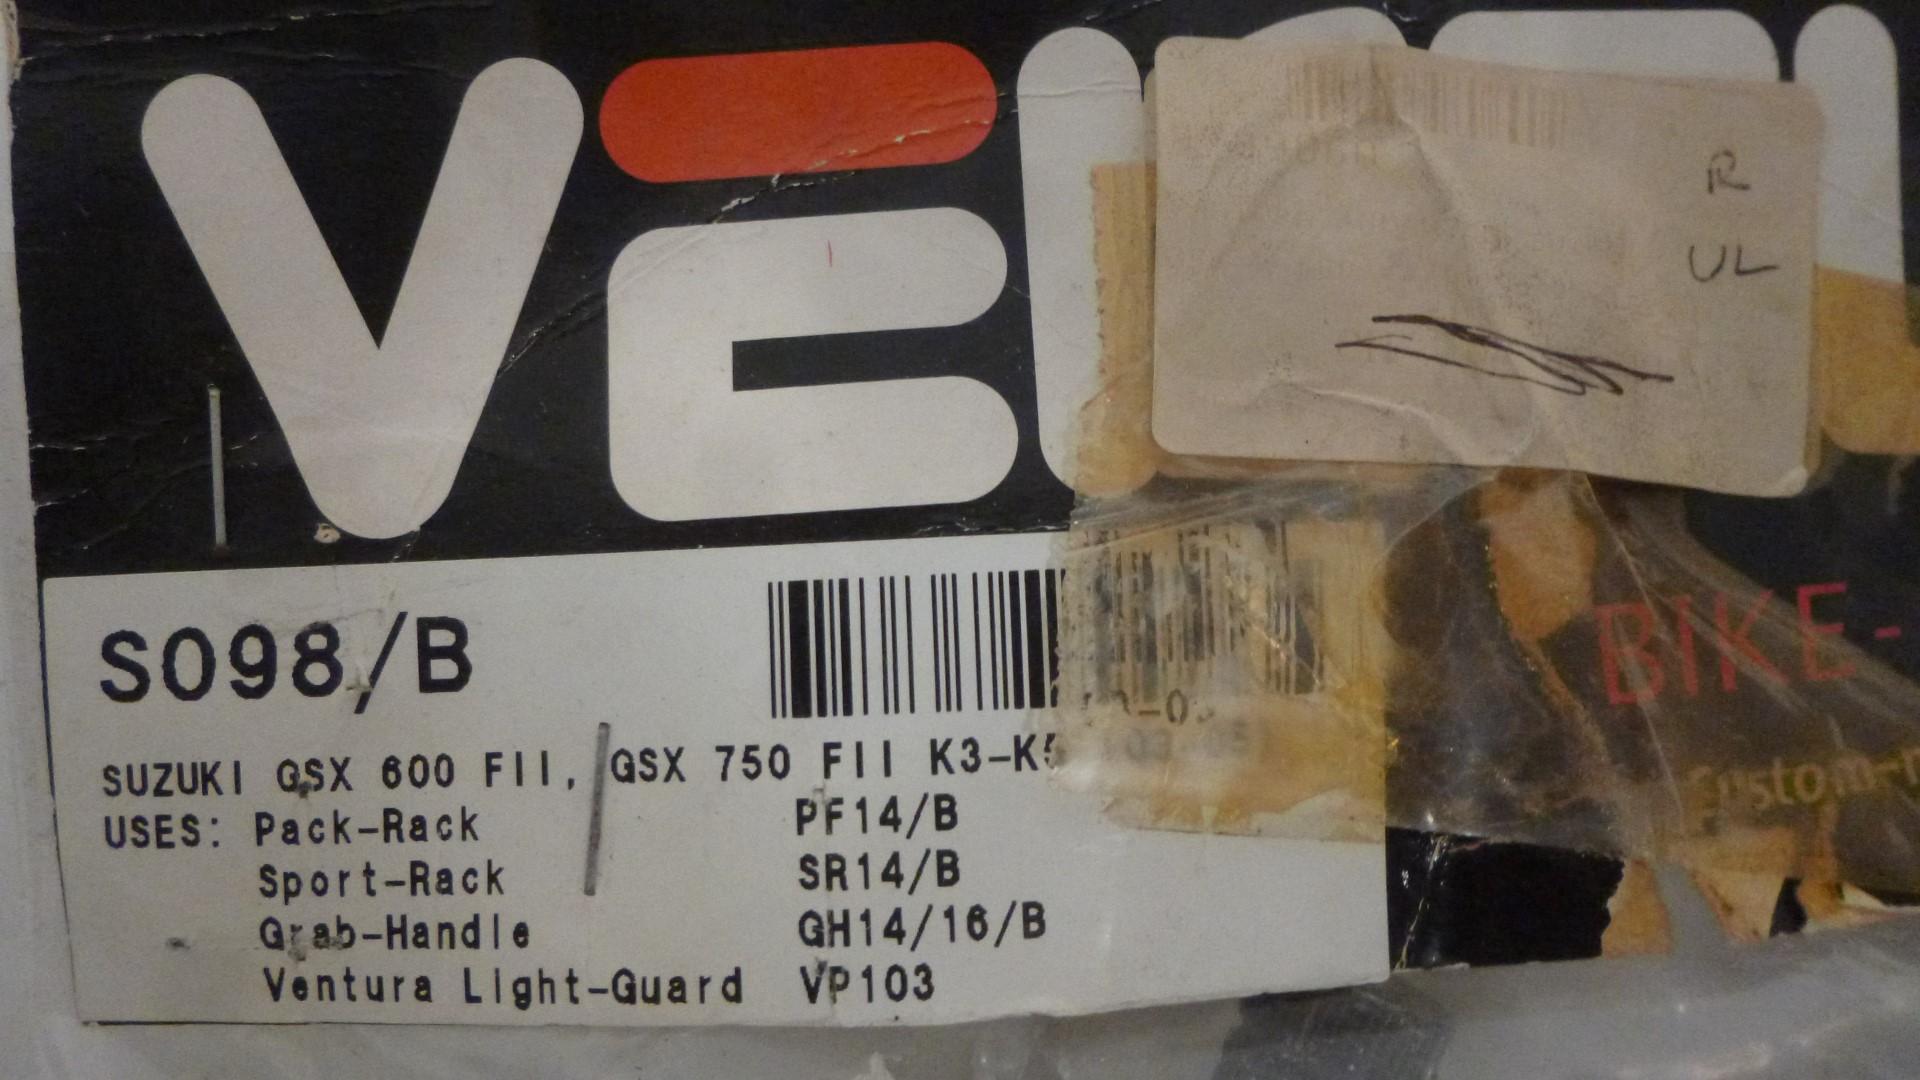 VE
R
UL
S098/B
BIKE-
SUZUKI GSX 600 FII, GSX 750 FII K3-K5
USES: Pack-Rack PF14/B
Sport-Rack SR14/B
Grab-Handle GH14/16/B
Ventura Light-Guard VP103